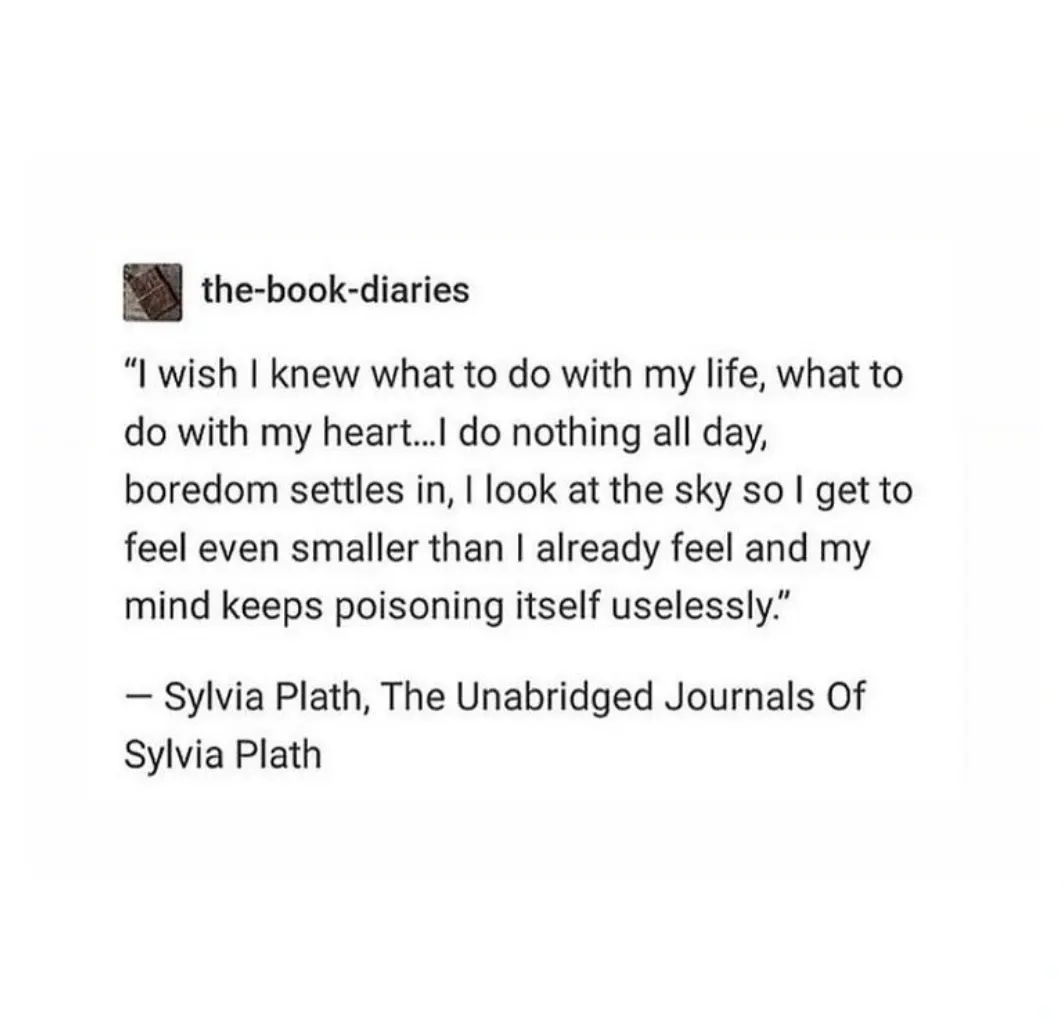 the-book-diaries
“I wish I knew what to do with my life, what to
do with my heart...I do nothing all day,
boredom settles in, I look at the sky so I get to
feel even smaller than I already feel and my
mind keeps poisoning itself uselessly.”
— Sylvia Plath, The Unabridged Journals Of
Sylvia Plath